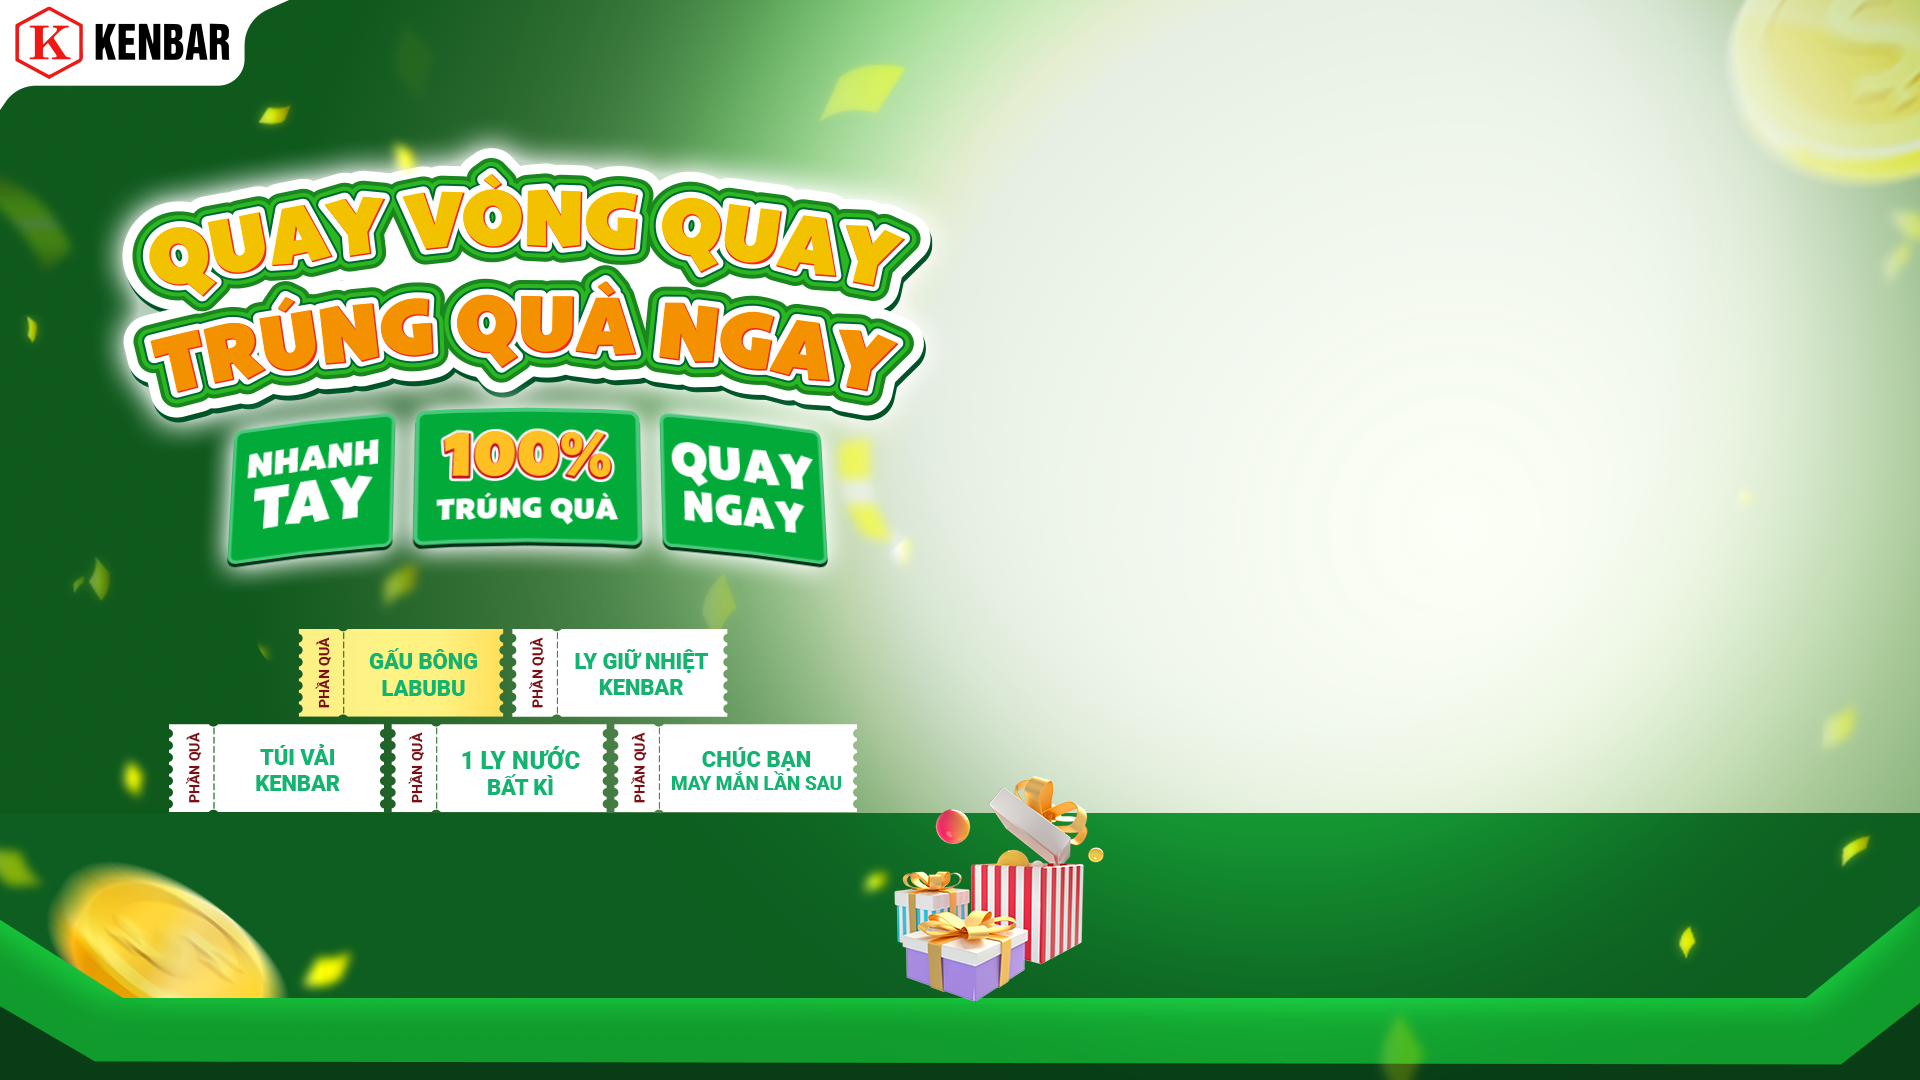 KENBAR
QUAY VÒNG QUAY
TRÚNG QUÀ NGAY
NHANH
TAY
100%
TRÚNG QUÀ
QUAY
NGAY
PHẦN QUÀ
GẤU BÔNG
LABUBU
PHẦN QUÀ
LY GIỮ NHIỆT
KENBAR
PHẦN QUÀ
TÚI VẢI
KENBAR
PHẦN QUÀ
1 LY NƯỚC
BẤT KÌ
PHẦN QUÀ
CHÚC BẠN
MAY MẮN LẦN SAU